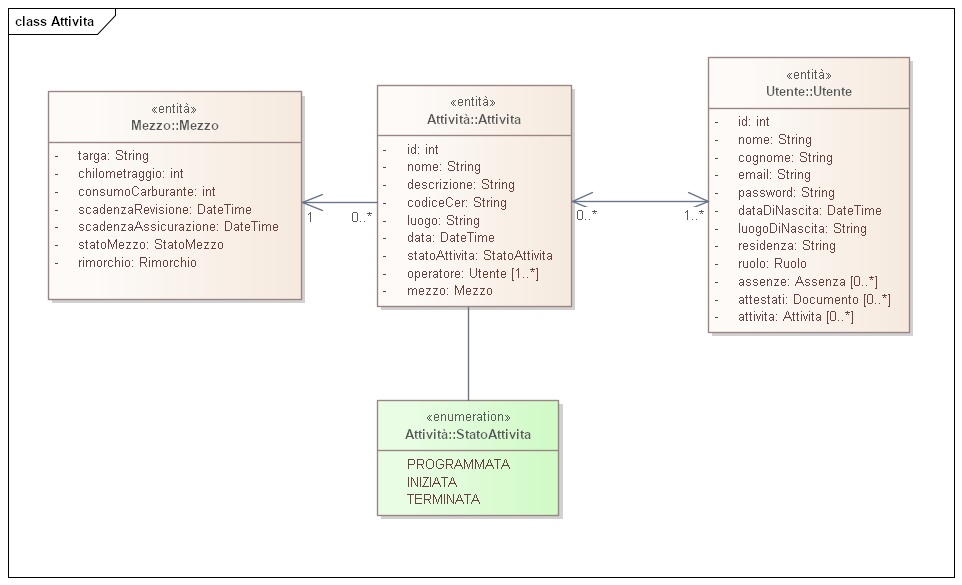 class Attivita
«entità»
Mezzo::Mezzo
- targa: String
- chilometraggio: int
- consumoCarburante: int
- scadenzaRevisione: DateTime
- scadenzaAssicurazione: DateTime
- statoMezzo: StatoMezzo
- rimorchio: Rimorchio
1
0..*
«entità»
Attività::Attivita
- id: int
- nome: String
- descrizione: String
- codiceCer: String
- luogo: String
- data: DateTime
- statoAttivita: StatoAttivita
- operatore: Utente [1..*]
- mezzo: Mezzo
0..*
1..*
«entità»
Utente::Utente
- id: int
- nome: String
- cognome: String
- email: String
- password: String
- dataDiNascita: DateTime
- luogoDiNascita: String
- residenza: String
- ruolo: Ruolo
- assenze: Assenza [0..*]
- attestati: Documento [0..*]
- attivita: Attivita [0..*]
«enumeration»
Attività::StatoAttivita
PROGRAMMATA
INIZIATA
TERMINATA